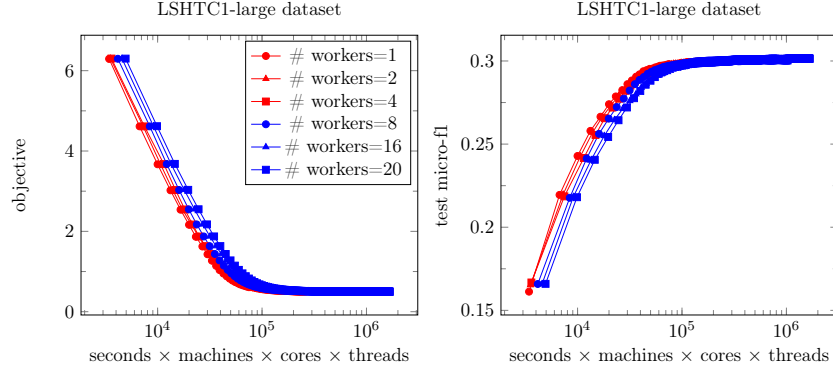 LSHTC1-large dataset
objective
6
4
2
0
# workers=1
# workers=2
# workers=4
# workers=8
# workers=16
# workers=20
10^4
10^5
10^6
seconds × machines × cores × threads
LSHTC1-large dataset
test micro-f1
0.3
0.25
0.2
0.15
10^4
10^5
10^6
seconds × machines × cores × threads